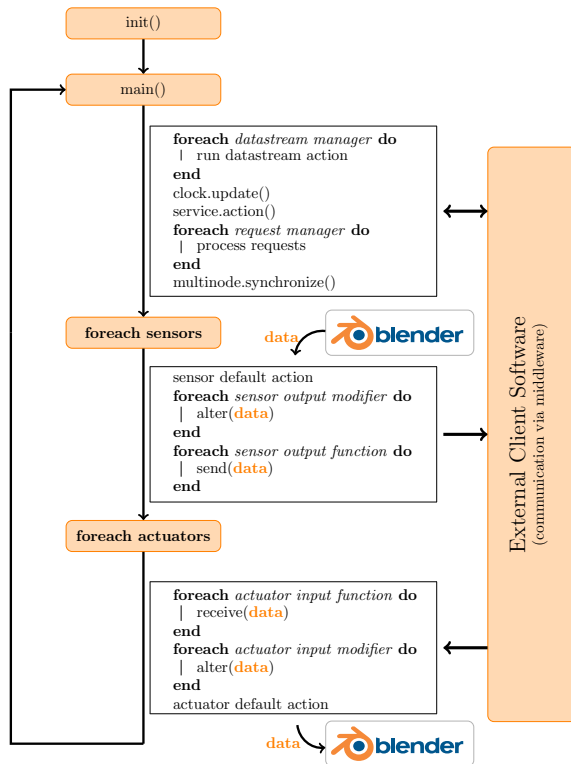 init()
main()
foreach datastream manager do
| run datastream action
end
clock.update()
service.action()
foreach request manager do
| process requests
end
multinode.synchronize()
foreach sensors
data
blender
sensor default action
foreach sensor output modifier do
| alter(data)
end
foreach sensor output function do
| send(data)
end
foreach actuators
foreach actuator input function do
| receive(data)
end
foreach actuator input modifier do
| alter(data)
end
actuator default action
data
blender
External Client Software
(communication via middleware)